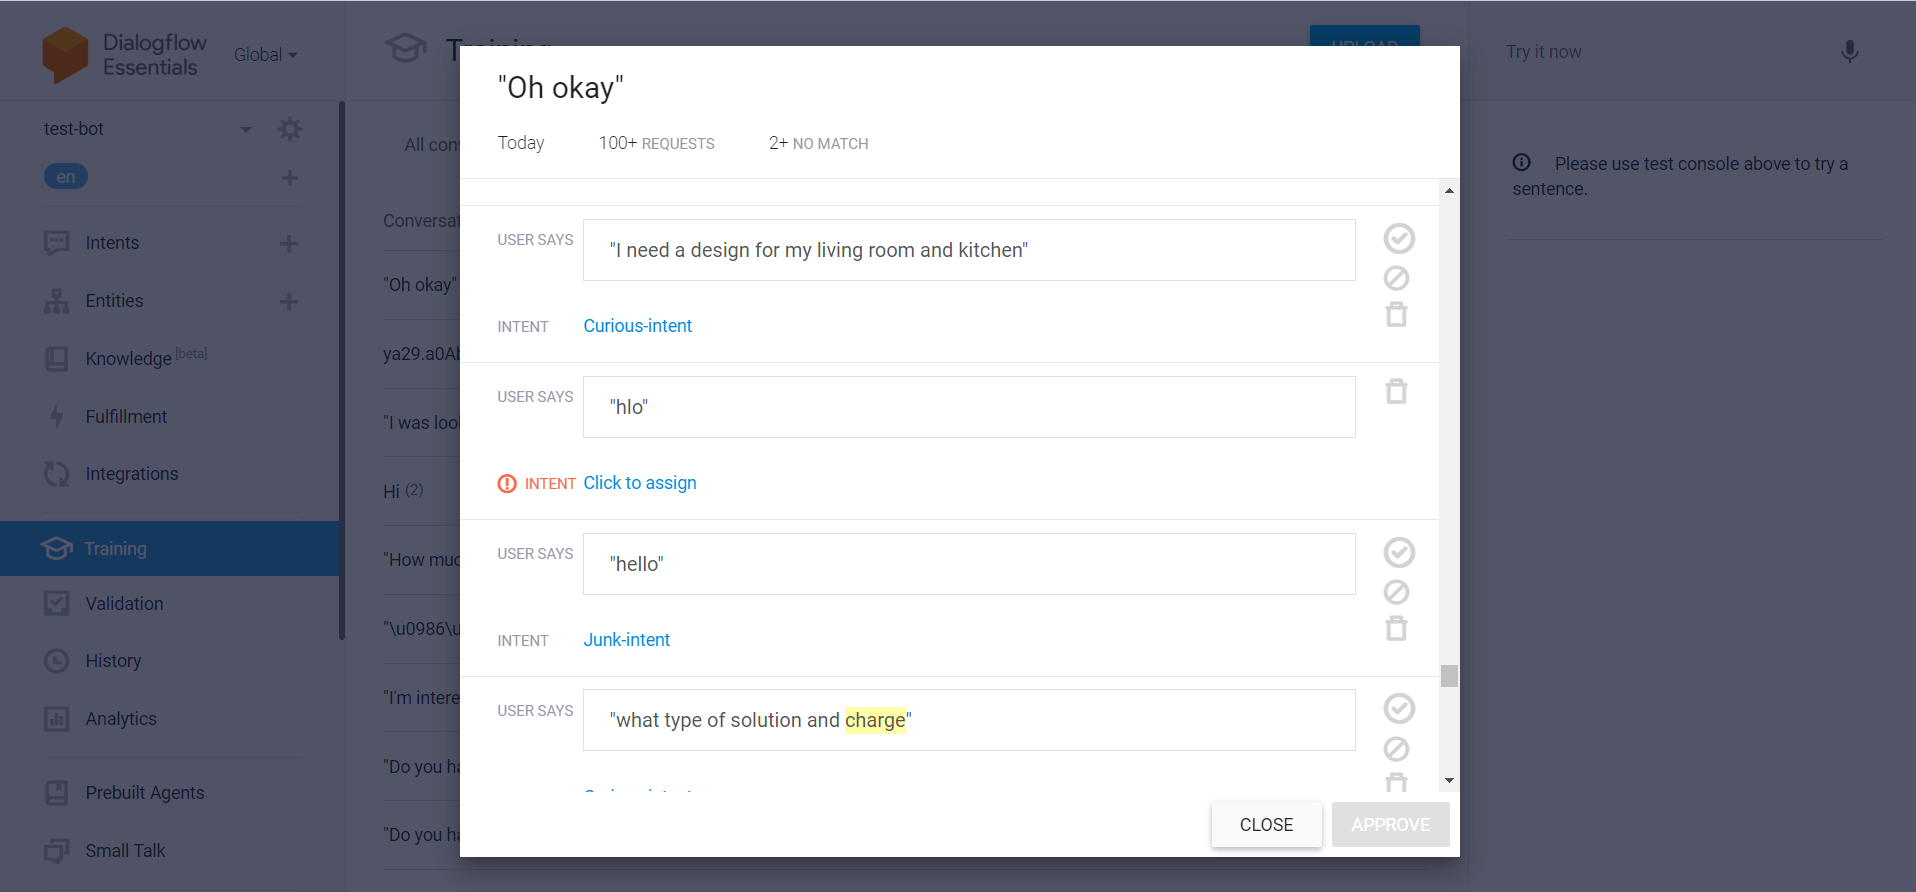 Dialogflow
Essentials
Global
test-bot
en
Intents
Entities
Knowledge [beta]
Fulfillment
Integrations
Training
Validation
History
Analytics
Prebuilt Agents
Small Talk
Training
UPLOAD
All con
Conversat
"Oh okay"
ya29.a0Ab
"I was loo
Hi (2)
"How muc
"\u0986\u
"I'm intere
"Do you ha
"Do you ha
"Oh okay"
Today 100+ REQUESTS 2+ NO MATCH
USER SAYS "I need a design for my living room and kitchen"
INTENT Curious-intent
USER SAYS "hlo"
INTENT Click to assign
USER SAYS "hello"
INTENT Junk-intent
USER SAYS "what type of solution and charge"
CLOSE APPROVE
Try it now
Please use test console above to try a
sentence.